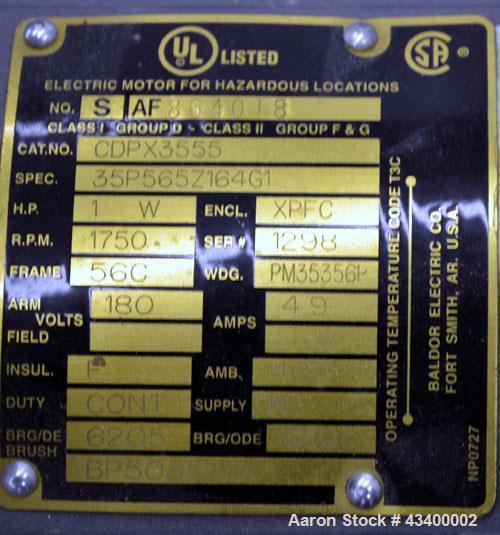 UL LISTED
SA ®
ELECTRIC MOTOR FOR HAZARDOUS LOCATIONS
NO. S AF
CLASS I GROUP D - CLASS II GROUP F & G
CAT.NO. CDPX3555
SPEC. 35P565Z164G1
H.P. 1 W ENCL. XPFC
R.P.M. 1750 SER # 1298
FRAME 56C WDG.
ARM 180 4.9
VOLTS AMPS
FIELD
INSUL. F AMB. 40
DUTY CONT SUPPLY K
BRG/DE 6205 BRG/ODE
BRUSH
OPERATING TEMPERATURE CODE T3C
BALDOR ELECTRIC CO.
FORT SMITH, AR. U.S.A.
NP0727
Aaron Stock # 43400002